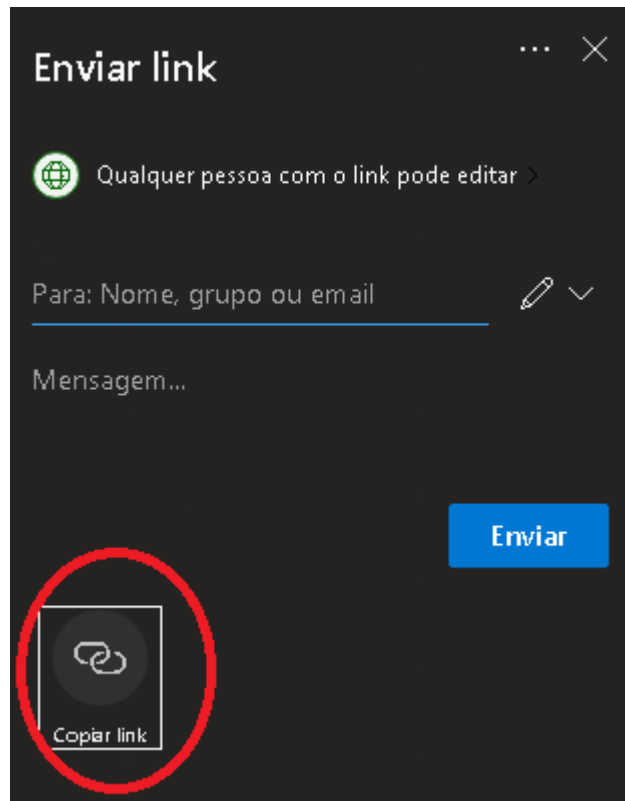 Enviar link
Qualquer pessoa com o link pode editar
Para: Nome, grupo ou email
Mensagem...
Enviar
Copiar link